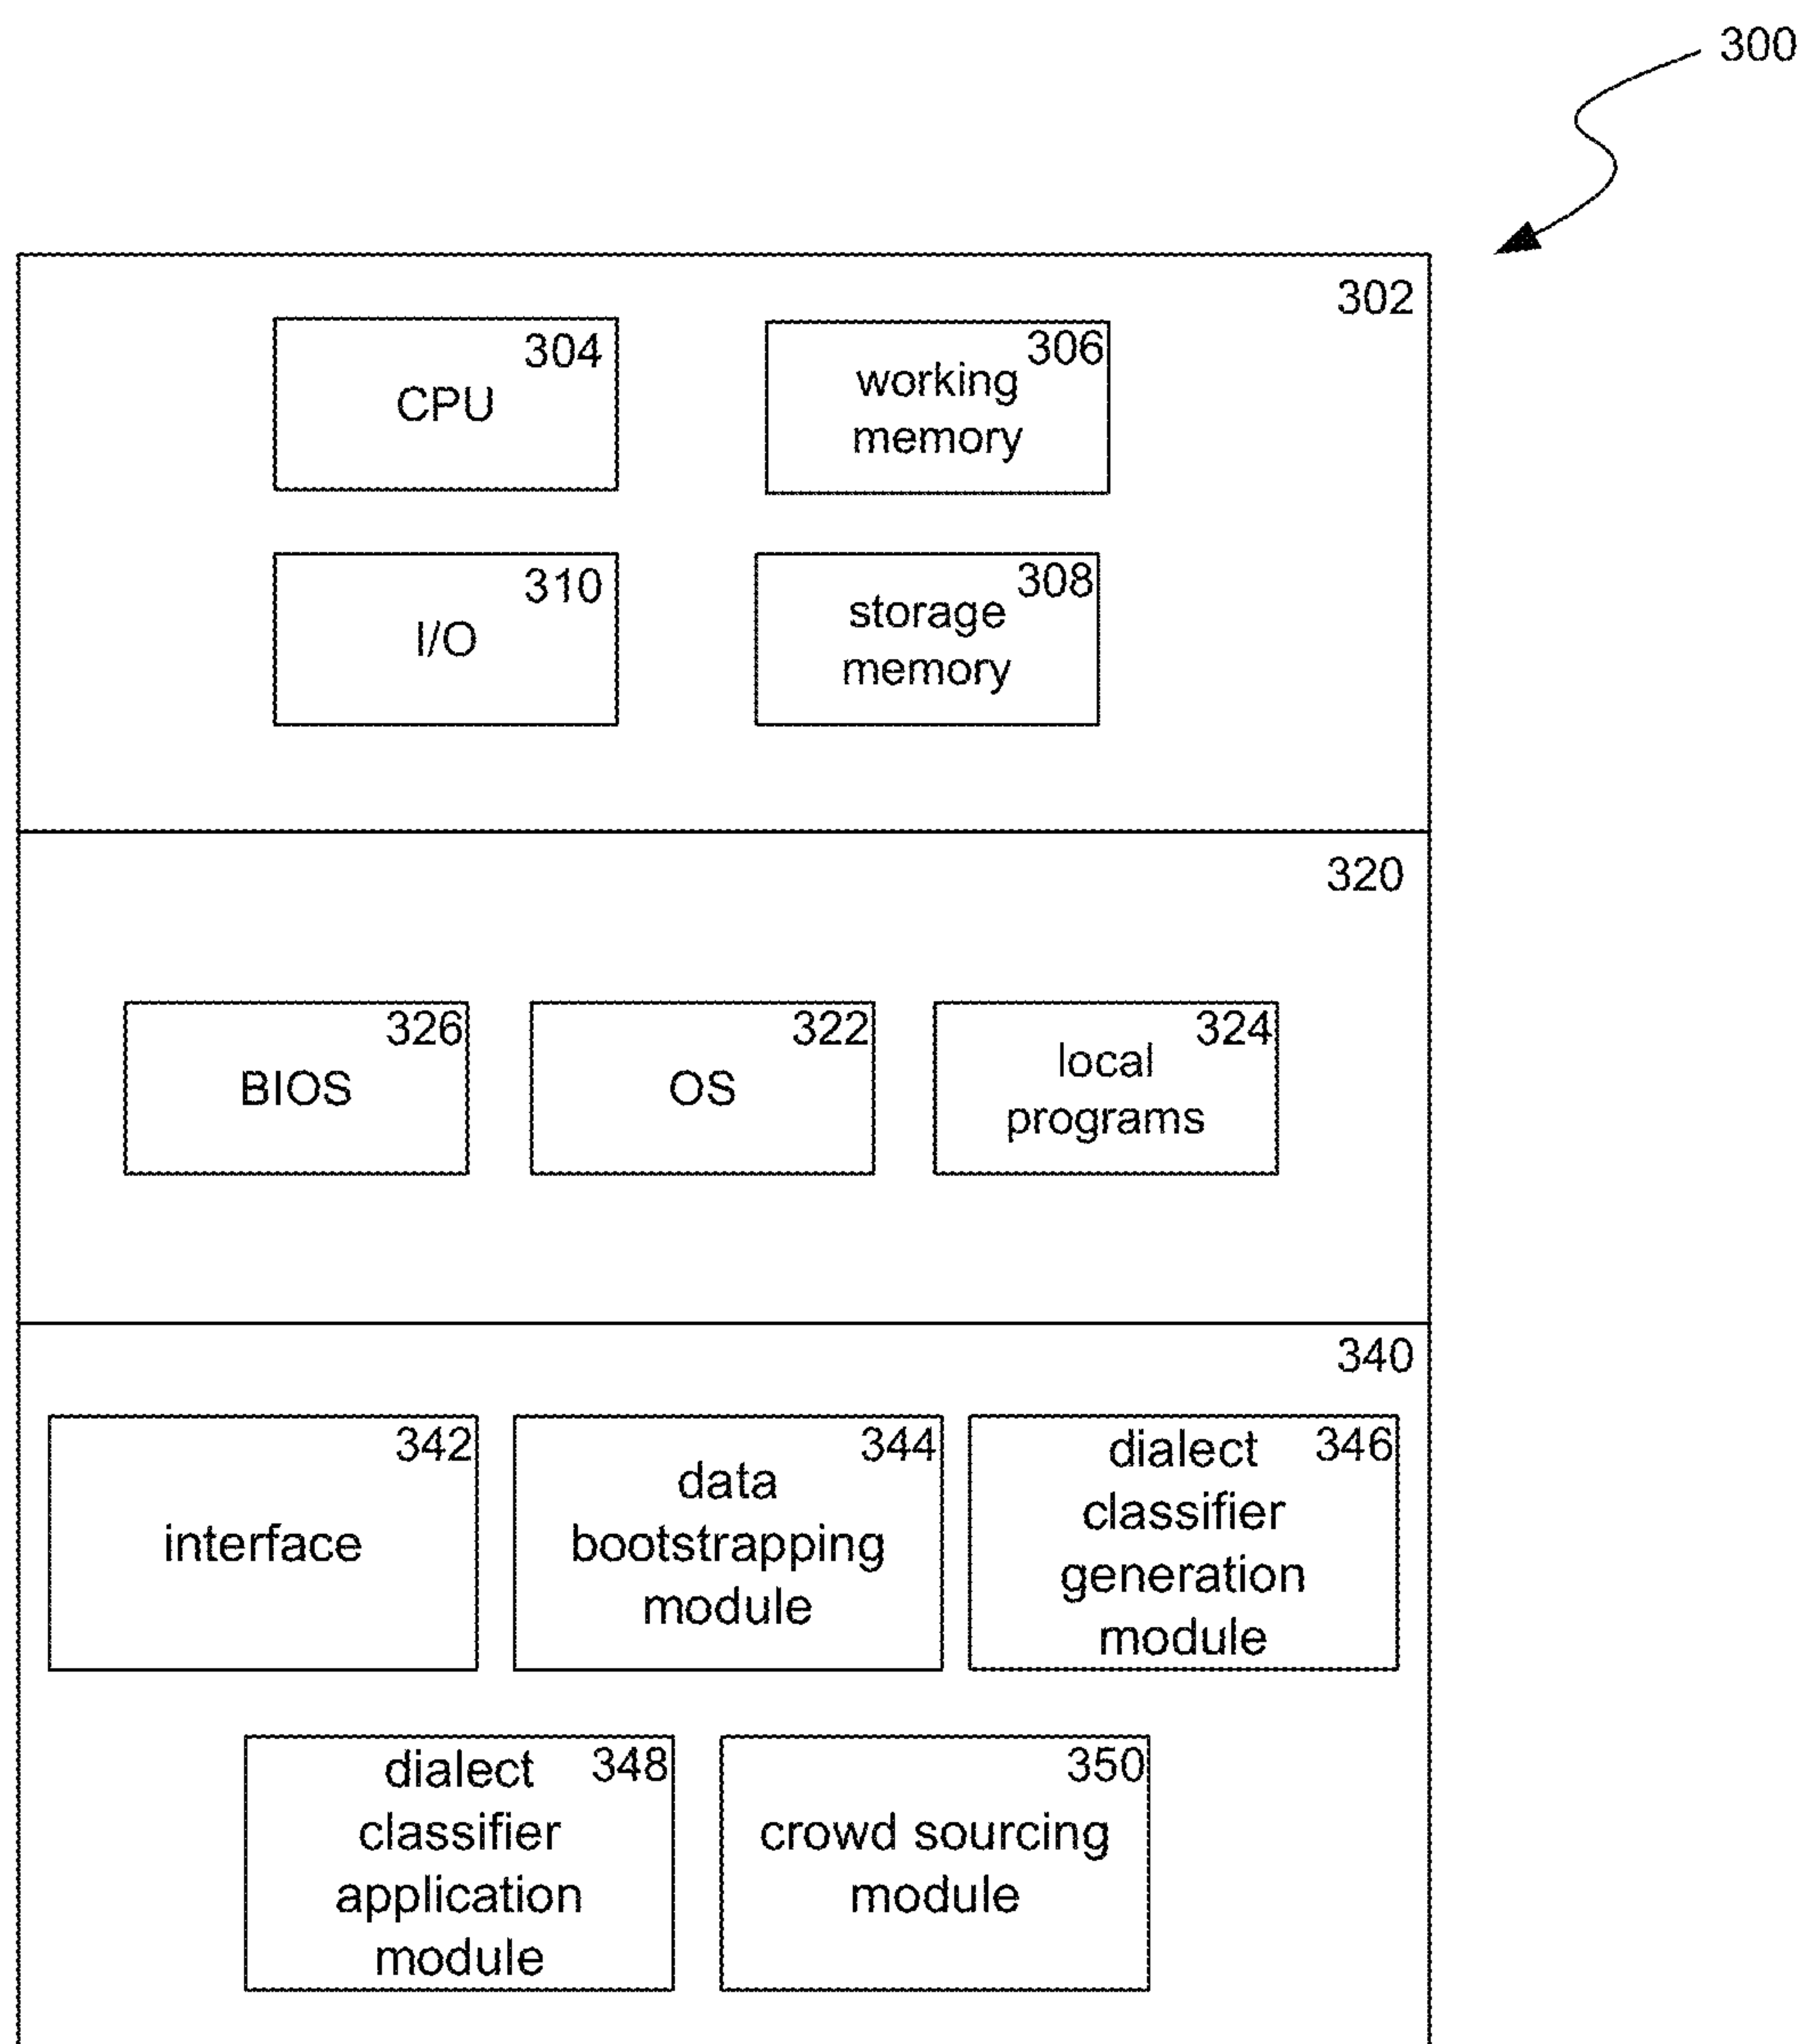 300
302
304
CPU
306
working
memory
310
I/O
308
storage
memory
320
326
BIOS
322
OS
324
local
programs
340
342
interface
344
data
bootstrapping
module
346
dialect
classifier
generation
module
348
dialect
classifier
application
module
350
crowd sourcing
module